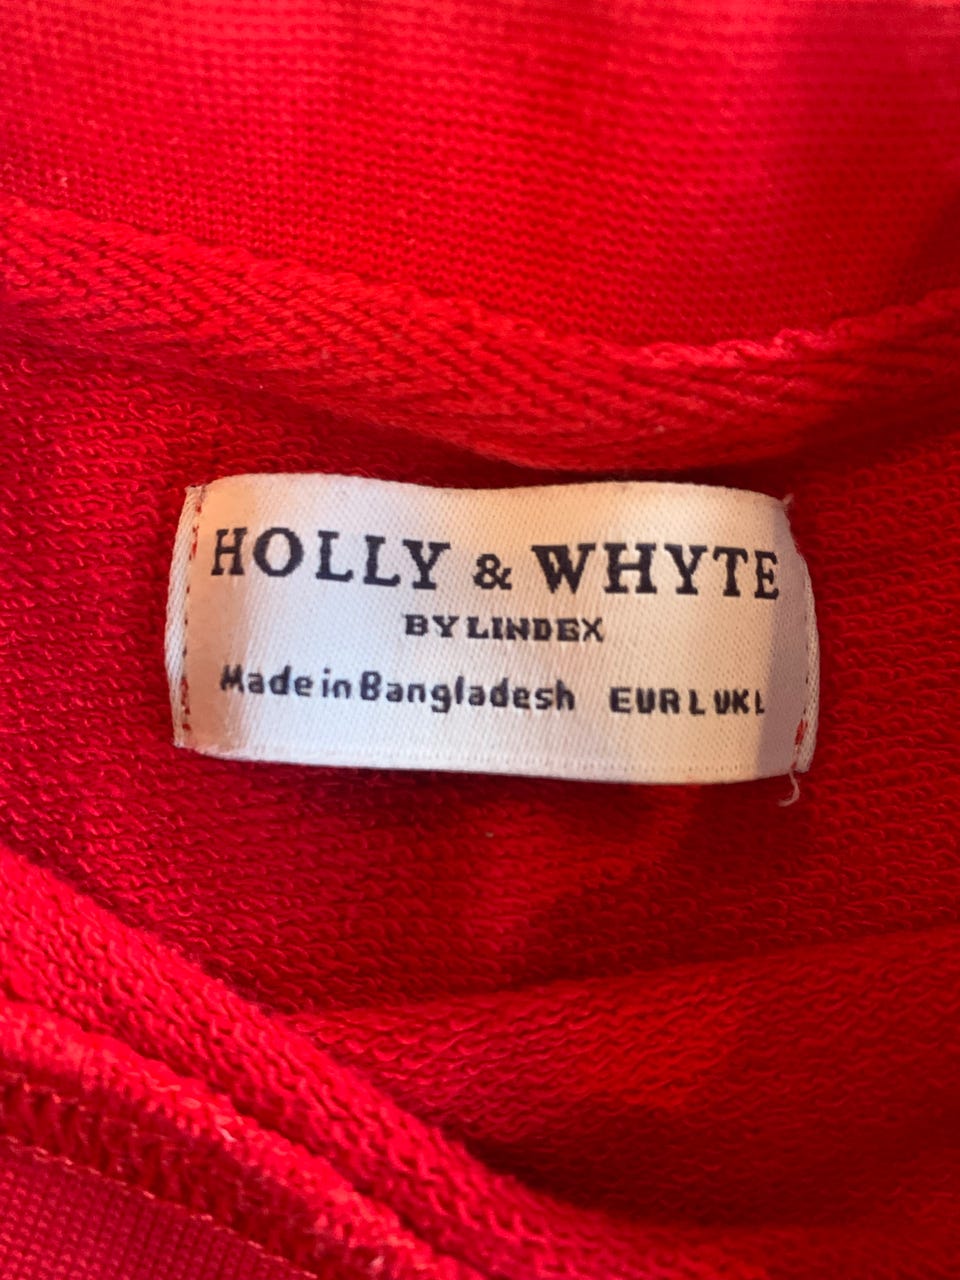 HOLLY & WHYTE
BY LINDEX
Made in Bangladesh EUR L UK L